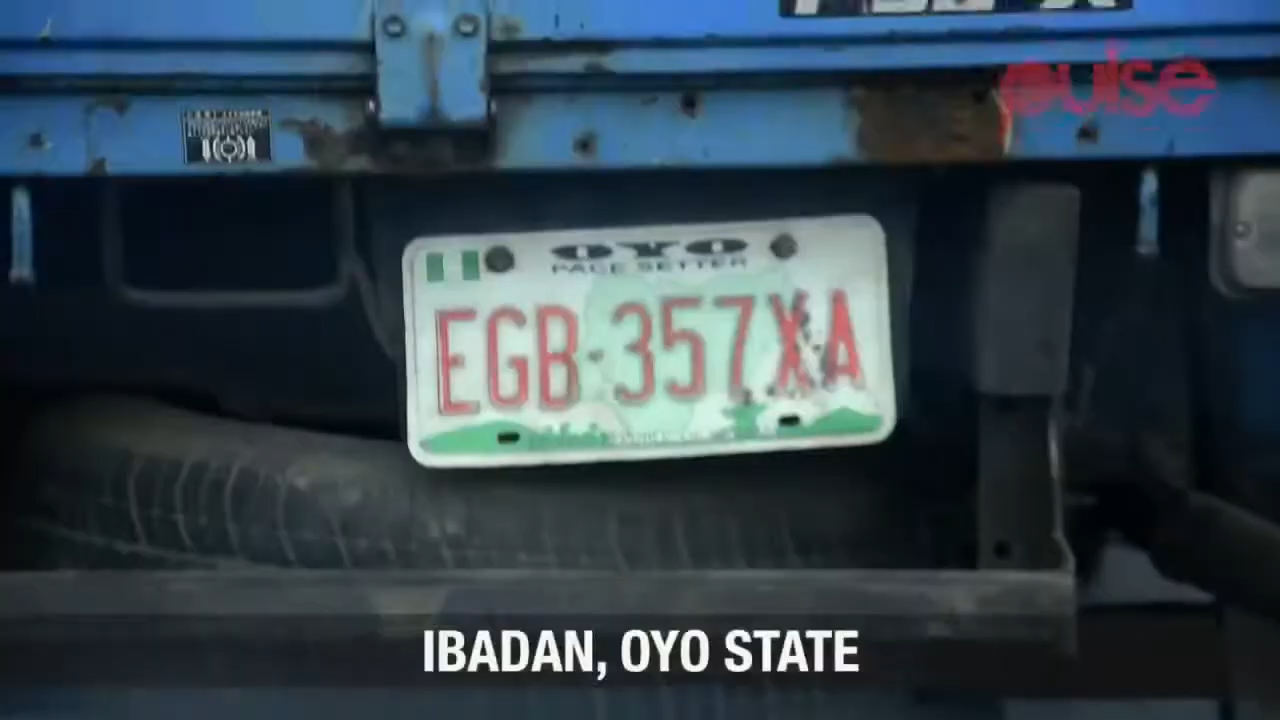 pulse
OYO
PACE SETTER
EGB-357XA
IBADAN, OYO STATE